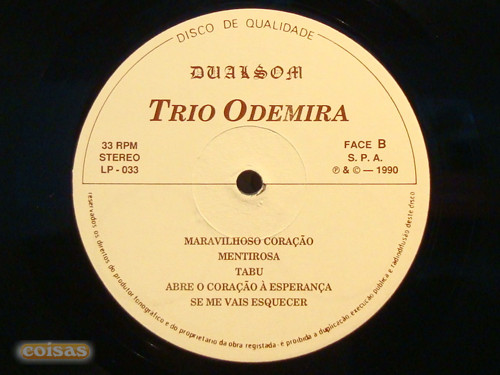 DISCO DE QUALIDADE
DUALSOM
TRIO ODEMIRA
33 RPM
STEREO
LP - 033
FACE B
S. P. A.
℗ & © — 1990
MARAVILHOSO CORAÇÃO
MENTIROSA
TABU
ABRE O CORAÇÃO À ESPERANÇA
SE ME VAIS ESQUECER
reservados os direitos do produtor fonográfico e do proprietário da obra registada - é proibida a duplicação, execução pública e radiodifusão deste disco
coisas